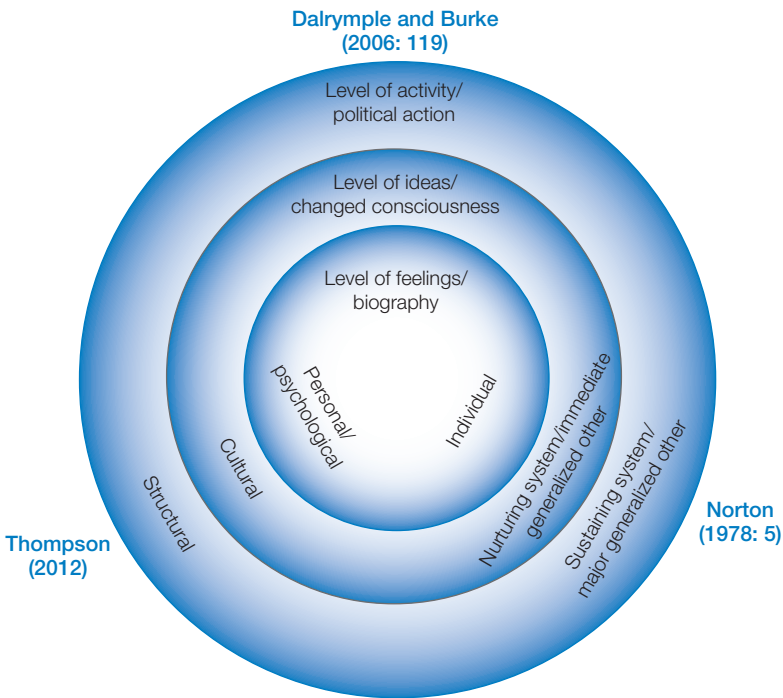 Dalrymple and Burke
(2006: 119)
Level of activity/
political action
Level of ideas/
changed consciousness
Level of feelings/
biography
Personal/
psychological
Individual
Cultural
Nurturing system/immediate
generalized other
Structural
Sustaining system/
major generalized other
Thompson
(2012)
Norton
(1978: 5)